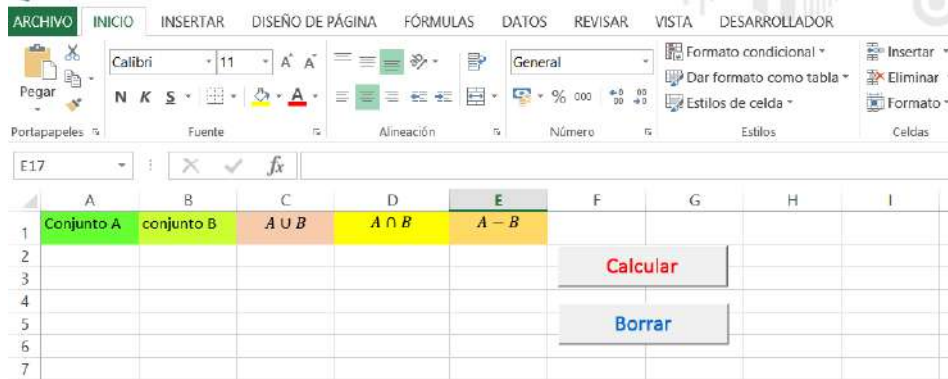 ARCHIVO INICIO INSERTAR DISEÑO DE PÁGINA FÓRMULAS DATOS REVISAR VISTA DESARROLLADOR
Pegar
Calibri 11
N K S
General
% 000
Formato condicional
Dar formato como tabla
Estilos de celda
Insertar
Eliminar
Formato
Portapapeles Fuente Alineación Número Estilos Celdas
E17 fx
A B C D E F G H I
1 Conjunto A conjunto B A ∪ B A ∩ B A − B
2
Calcular
3
4
5
Borrar
6
7